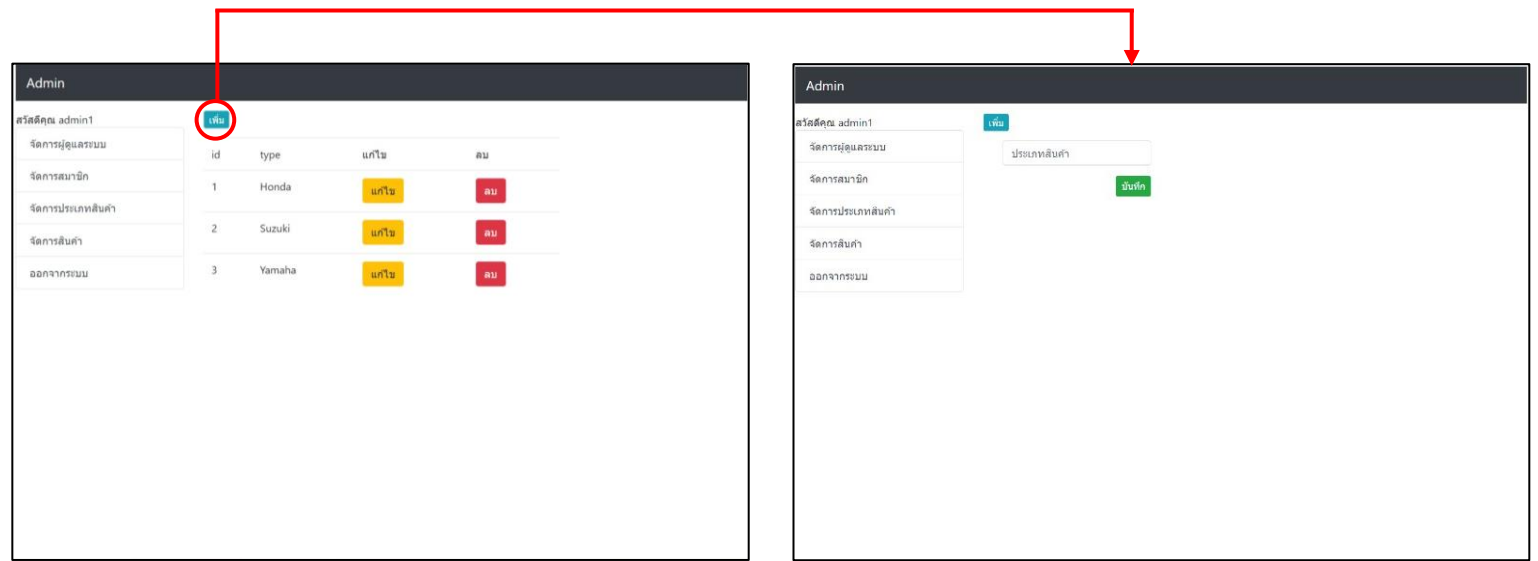 Admin
สวัสดีคุณ admin1
จัดการผู้ดูแลระบบ
จัดการสมาชิก
จัดการประเภทสินค้า
จัดการสินค้า
ออกจากระบบ
เพิ่ม
id type แก้ไข ลบ
1 Honda แก้ไข ลบ
2 Suzuki แก้ไข ลบ
3 Yamaha แก้ไข ลบ
Admin
สวัสดีคุณ admin1
จัดการผู้ดูแลระบบ
จัดการสมาชิก
จัดการประเภทสินค้า
จัดการสินค้า
ออกจากระบบ
เพิ่ม
ประเภทสินค้า
บันทึก